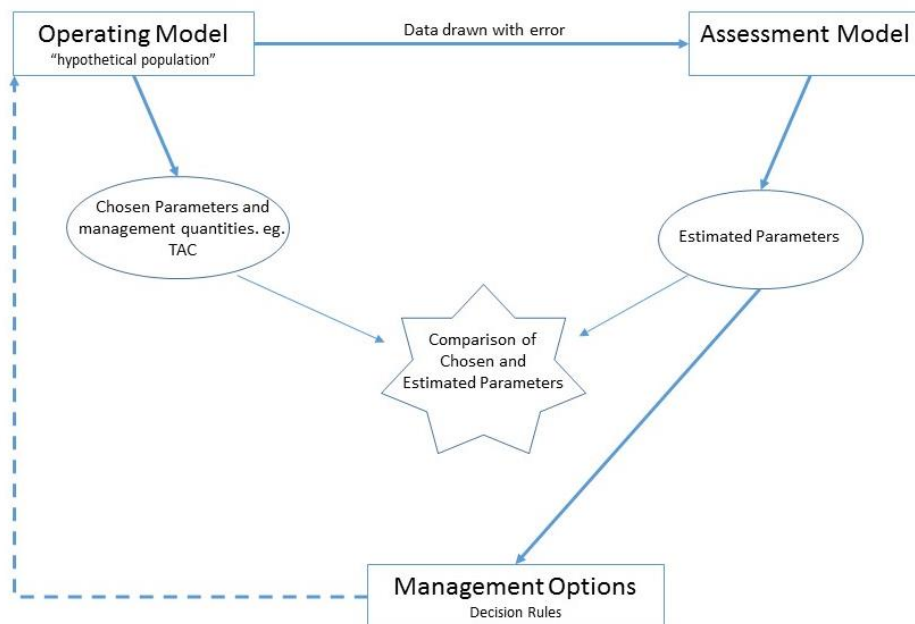 Operating Model
“hypothetical population”
Data drawn with error
Assessment Model
Chosen Parameters and
management quantities. eg.
TAC
Estimated Parameters
Comparison of
Chosen and
Estimated Parameters
Management Options
Decision Rules